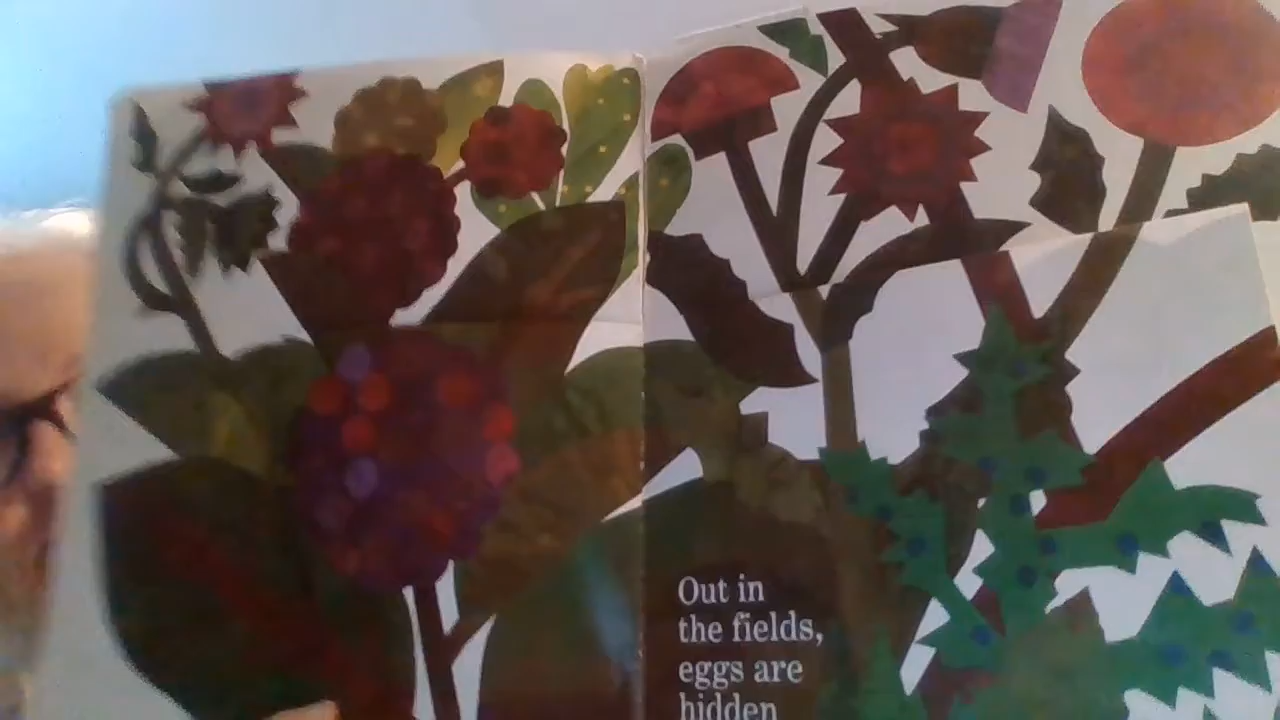 Out in
the fields,
eggs are
hidden